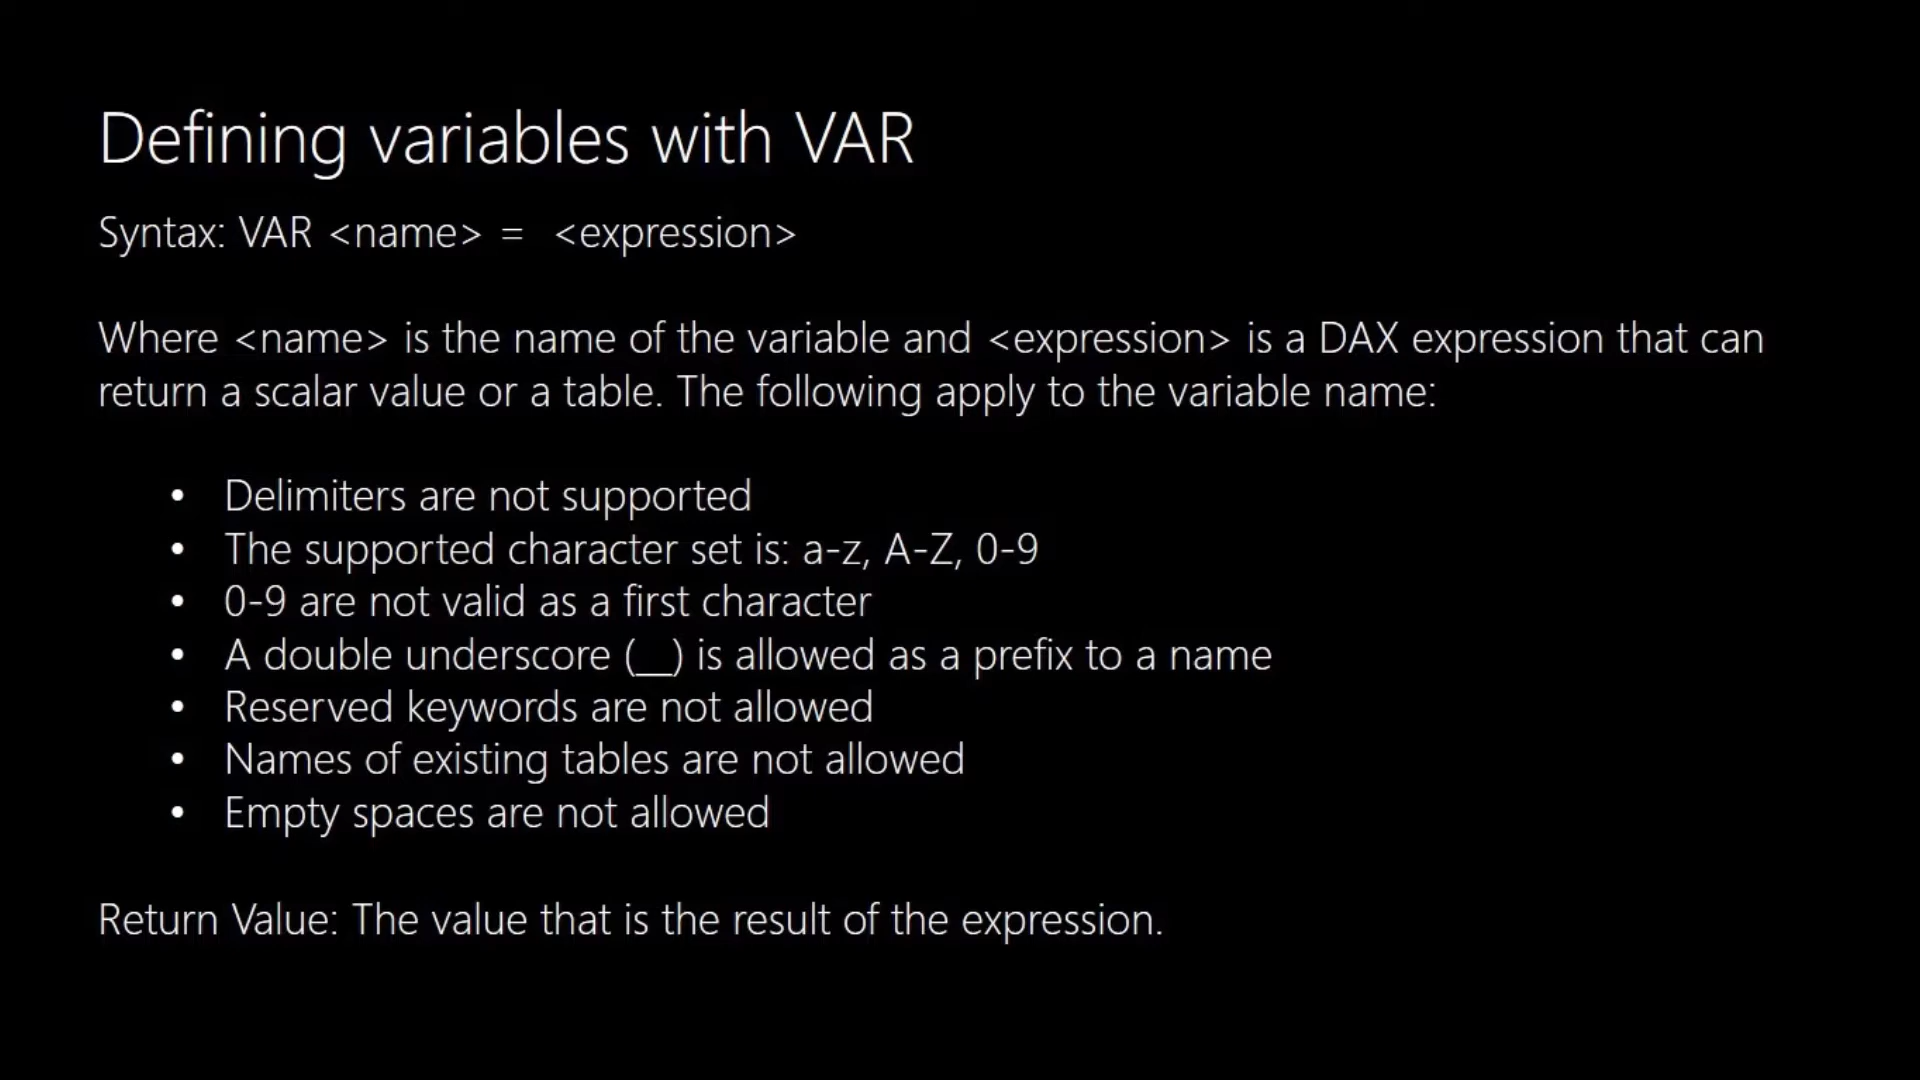 Defining variables with VAR
Syntax: VAR <name> = <expression>
Where <name> is the name of the variable and <expression> is a DAX expression that can
return a scalar value or a table. The following apply to the variable name:
• Delimiters are not supported
• The supported character set is: a-z, A-Z, 0-9
• 0-9 are not valid as a first character
• A double underscore (__) is allowed as a prefix to a name
• Reserved keywords are not allowed
• Names of existing tables are not allowed
• Empty spaces are not allowed
Return Value: The value that is the result of the expression.